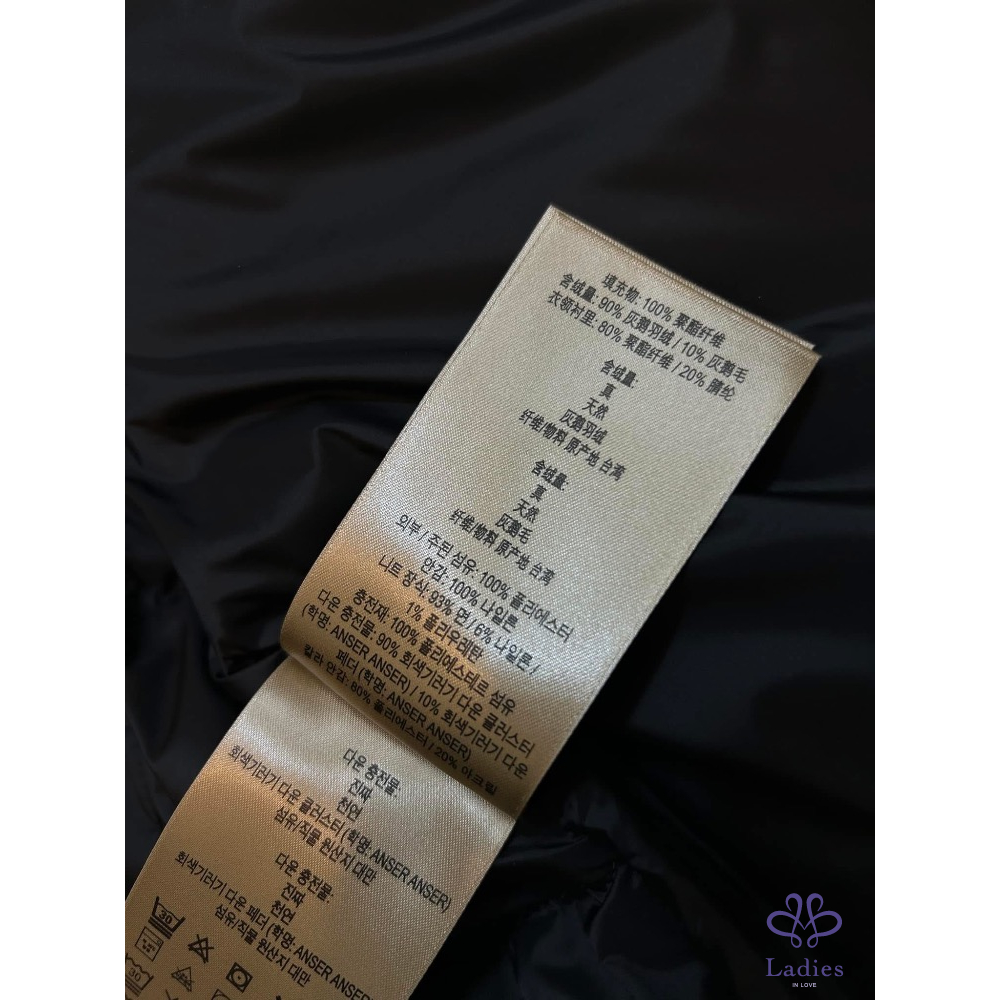 填充物: 100% 聚酯纤维
含绒量: 90% 灰鹅羽绒 / 10% 灰鹅毛
衣领衬里: 80% 聚酯纤维 / 20% 腈纶
含绒量:
真
天然
灰鹅羽绒
纤维/物料 原产地 台湾
含绒量:
真
天然
灰鹅毛
纤维/物料 原产地 台湾
외부 / 주된 섬유: 100% 폴리에스터
안감: 100% 나일론
니트 장식: 93% 면 / 6% 나일론 /
1% 폴리우레탄
충전재: 100% 폴리에스테르 섬유
다운 충전물: 90% 회색기러기 다운 클러스터
(학명: ANSER ANSER) / 10% 회색기러기 다운
페더 (학명: ANSER ANSER)
칼라 안감: 80% 폴리에스터 / 20% 아크릴
다운 충전물
진짜
천연
회색기러기 다운 클러스터 (학명: ANSER ANSER)
섬유/직물 원산지 대만
다운 충전물:
진짜
천연
회색기러기 다운 페더 (학명: ANSER ANSER)
섬유/직물 원산지 대만
30
30
Ladies
IN LOVE